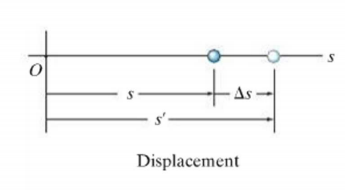 s
O
s
Δs
s′
Displacement